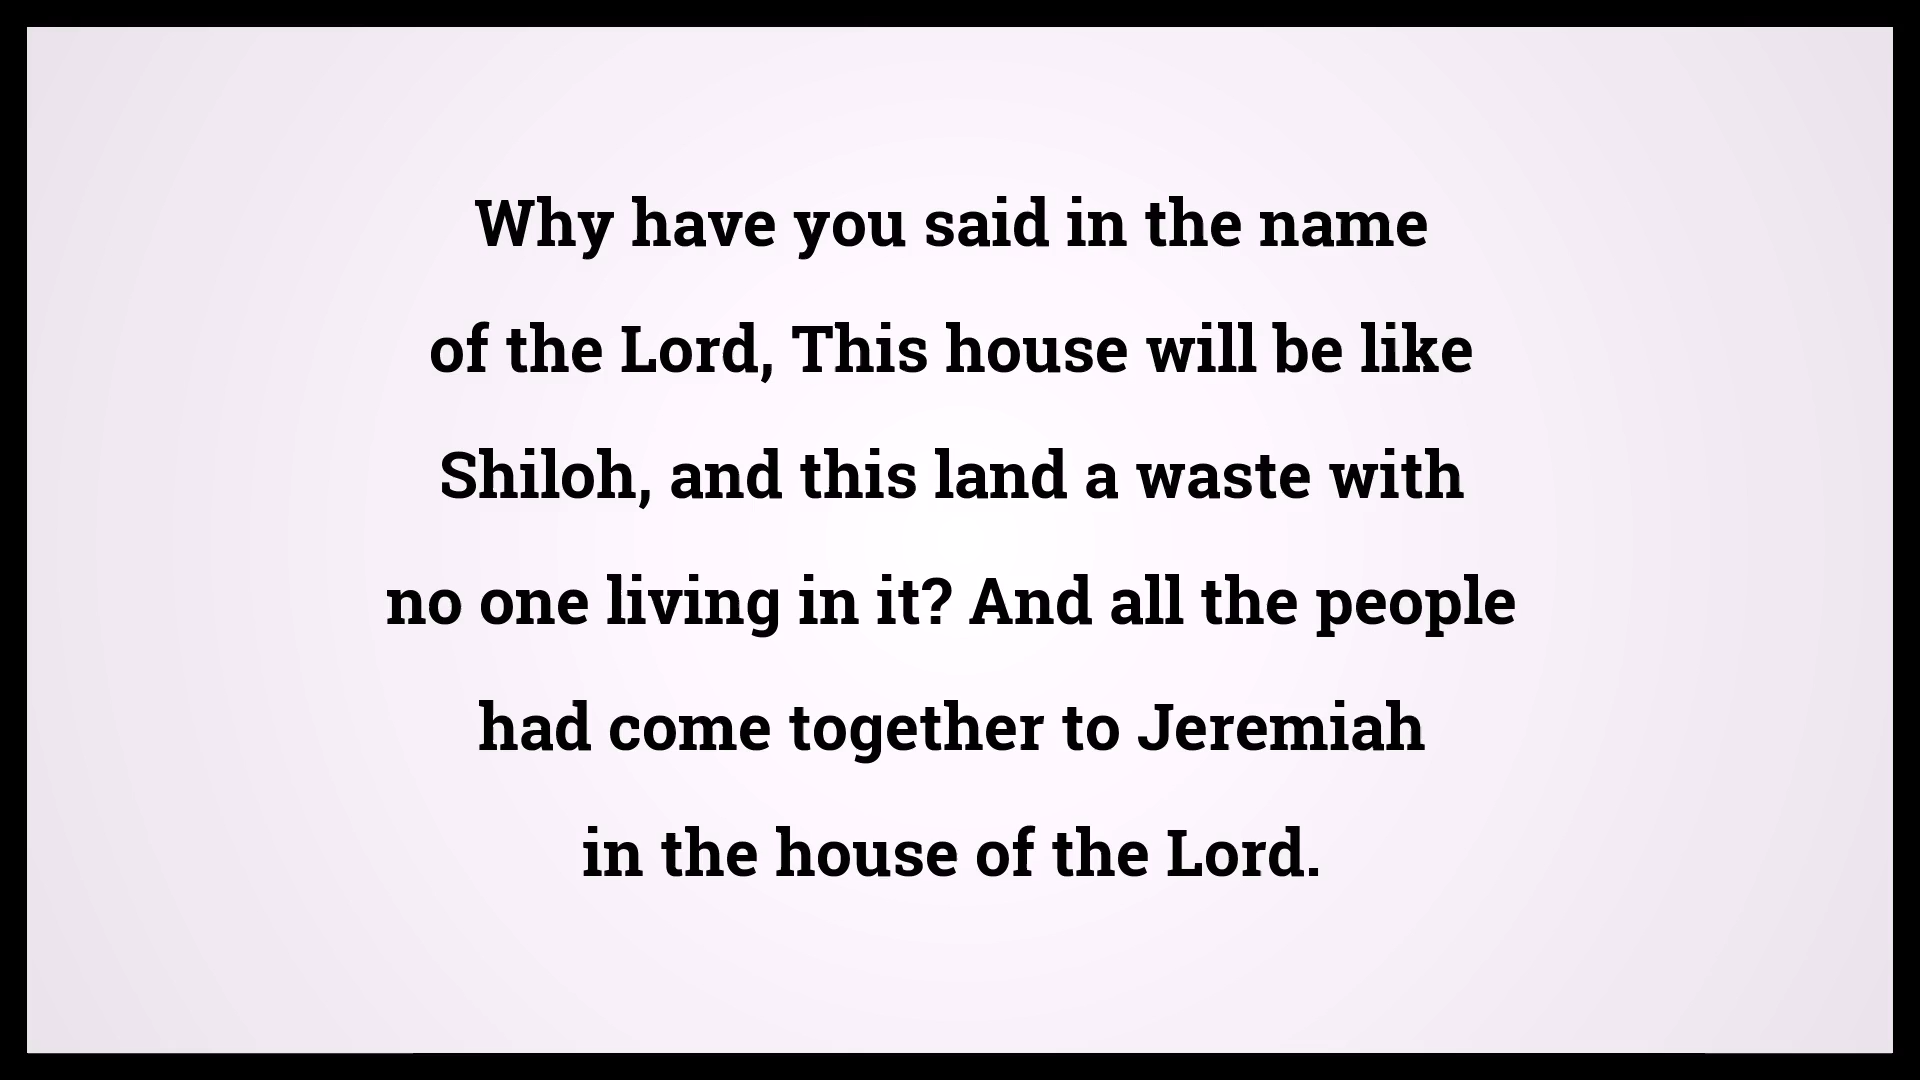 Why have you said in the name
of the Lord, This house will be like
Shiloh, and this land a waste with
no one living in it? And all the people
had come together to Jeremiah
in the house of the Lord.